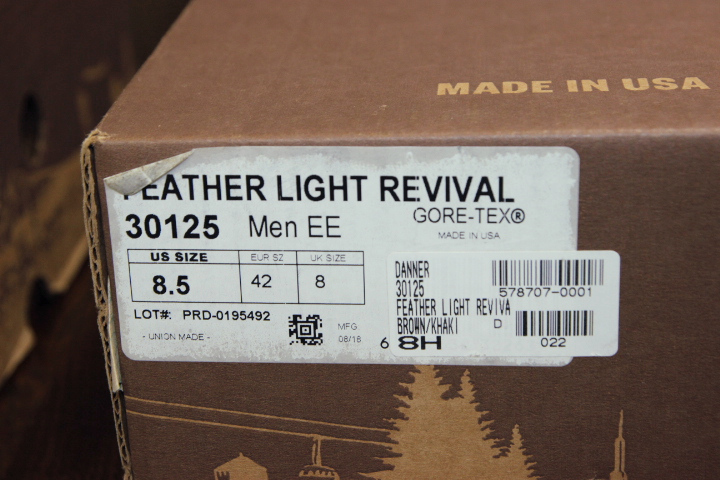 MADE IN USA
FEATHER LIGHT REVIVAL
30125 Men EE GORE-TEX®
MADE IN USA
US SIZE EUR SZ UK SIZE
8.5 42 8
LOT#: PRD-0195492
- UNION MADE -
MFG
08/16
DANNER
30125
578707-0001
FEATHER LIGHT REVIVA
BROWN/KHAKI D
6 8H 022